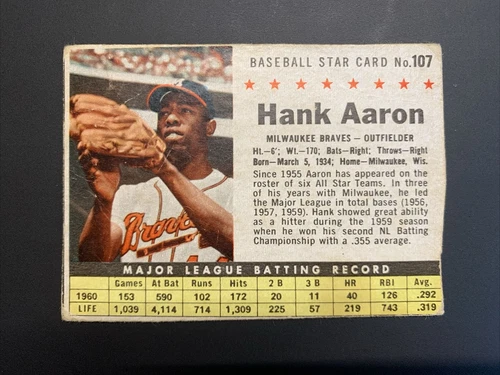 BASEBALL STAR CARD No.107
★ ★ ★ ★ ★ ★ ★ ★
Hank Aaron
MILWAUKEE BRAVES — OUTFIELDER
Ht.—6'; Wt.—170; Bats—Right; Throws—Right
Born—March 5, 1934; Home—Milwaukee, Wis.
Since 1955 Aaron has appeared on the
roster of six All Star Teams. In three
of his years with Milwaukee, he led
the Major League in total bases (1956,
1957, 1959). Hank showed great ability
as a hitter during the 1959 season
when he won his second NL Batting
Championship with a .355 average.
Braves
44
MAJOR LEAGUE BATTING RECORD
Games At Bat Runs Hits 2 B 3 B HR RBI Avg.
1960 153 590 102 172 20 11 40 126 .292
LIFE 1,039 4,114 714 1,309 225 57 219 743 .319